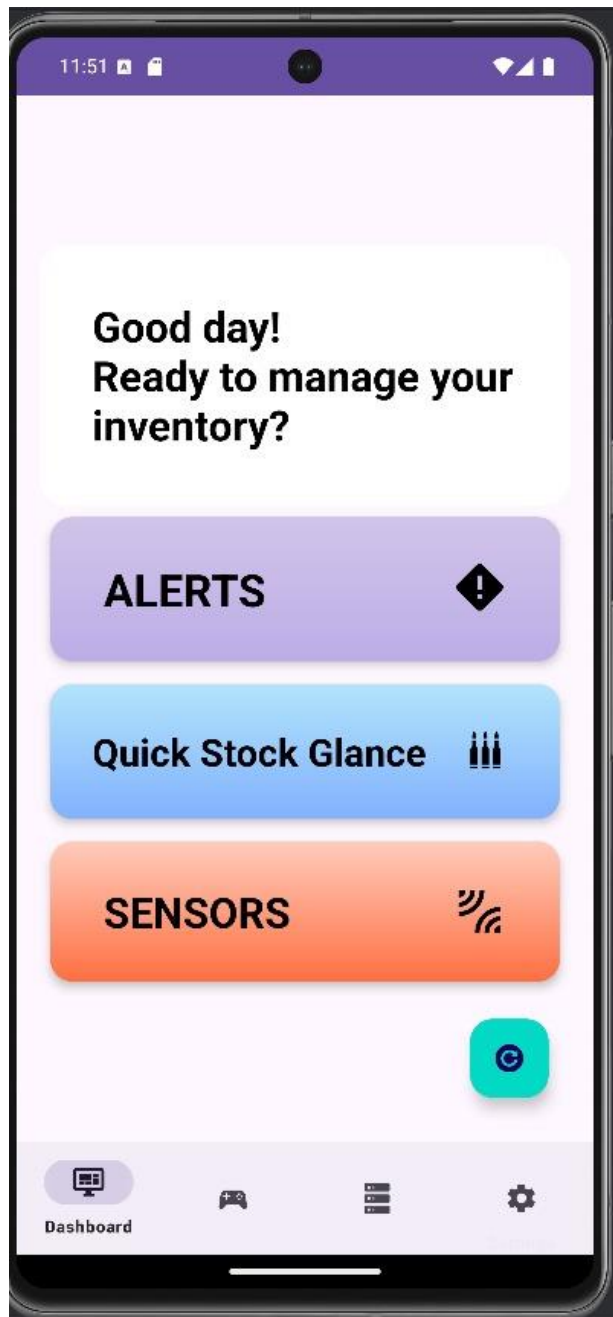 11:51
Good day!
Ready to manage your
inventory?
ALERTS
Quick Stock Glance
SENSORS
Dashboard